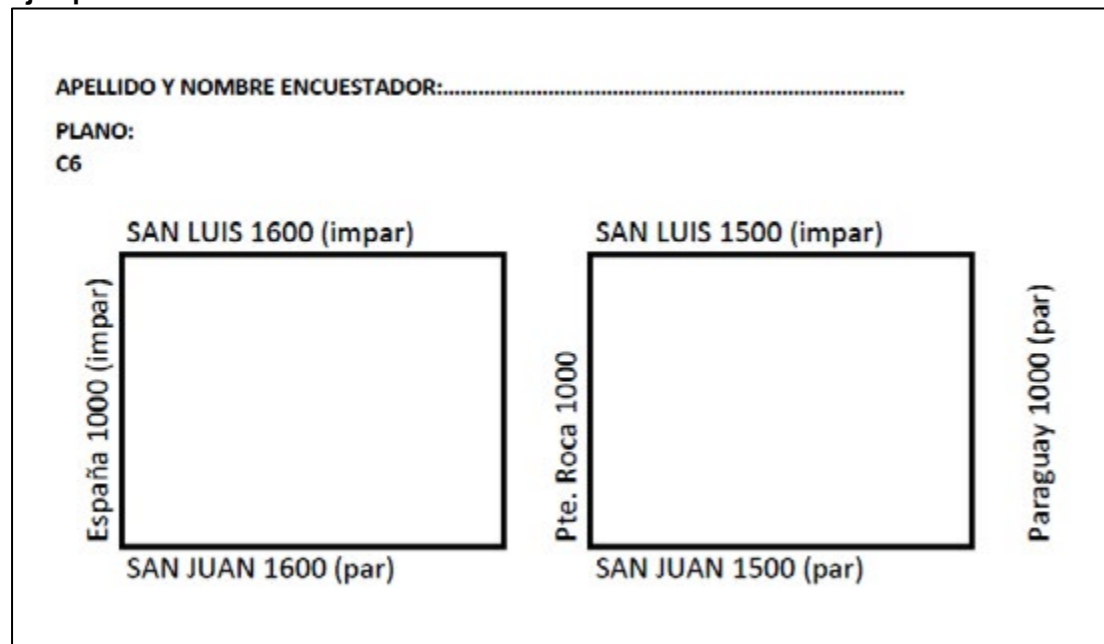 APELLIDO Y NOMBRE ENCUESTADOR:................................................................................
PLANO:
C6
SAN LUIS 1600 (impar)
SAN LUIS 1500 (impar)
España 1000 (impar)
Pte. Roca 1000
Paraguay 1000 (par)
SAN JUAN 1600 (par)
SAN JUAN 1500 (par)